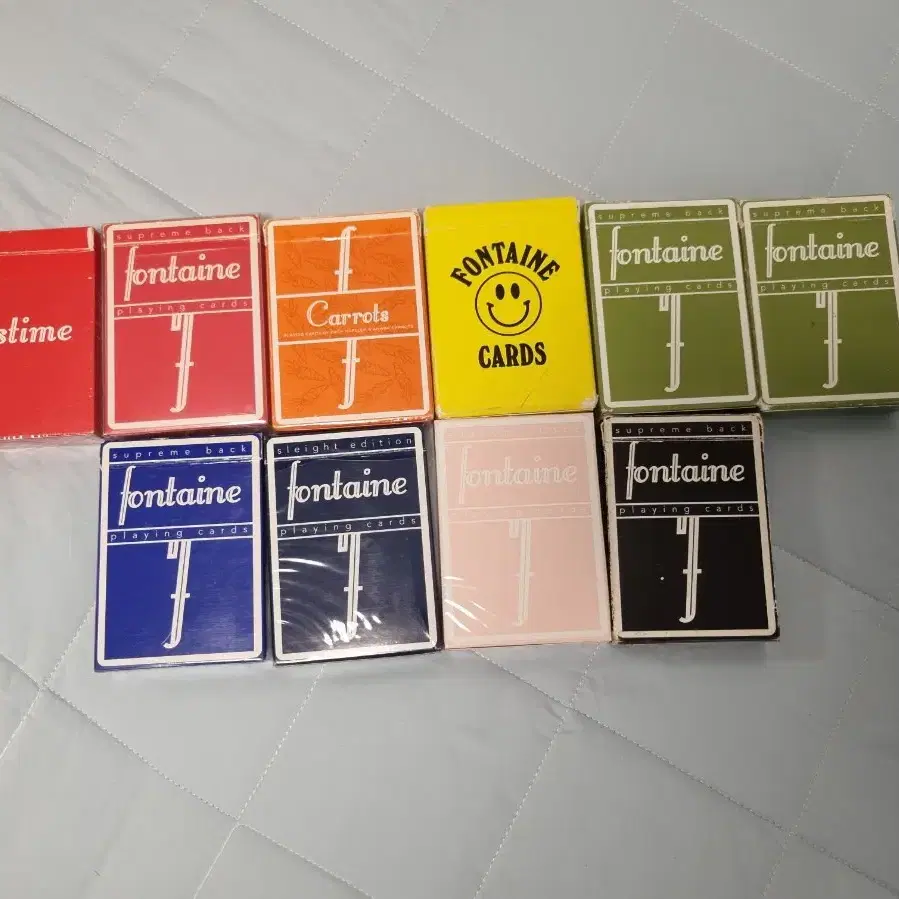 stime
supreme back
fontaine
playing cards
f
f
Carrots
f
FONTAINE
CARDS
supreme back
fontaine
playing cards
f
supreme back
fontaine
playing cards
f
supreme back
fontaine
playing cards
f
sleight edition
fontaine
playing cards
f
fontaine
f
supreme back
fontaine
playing cards
f